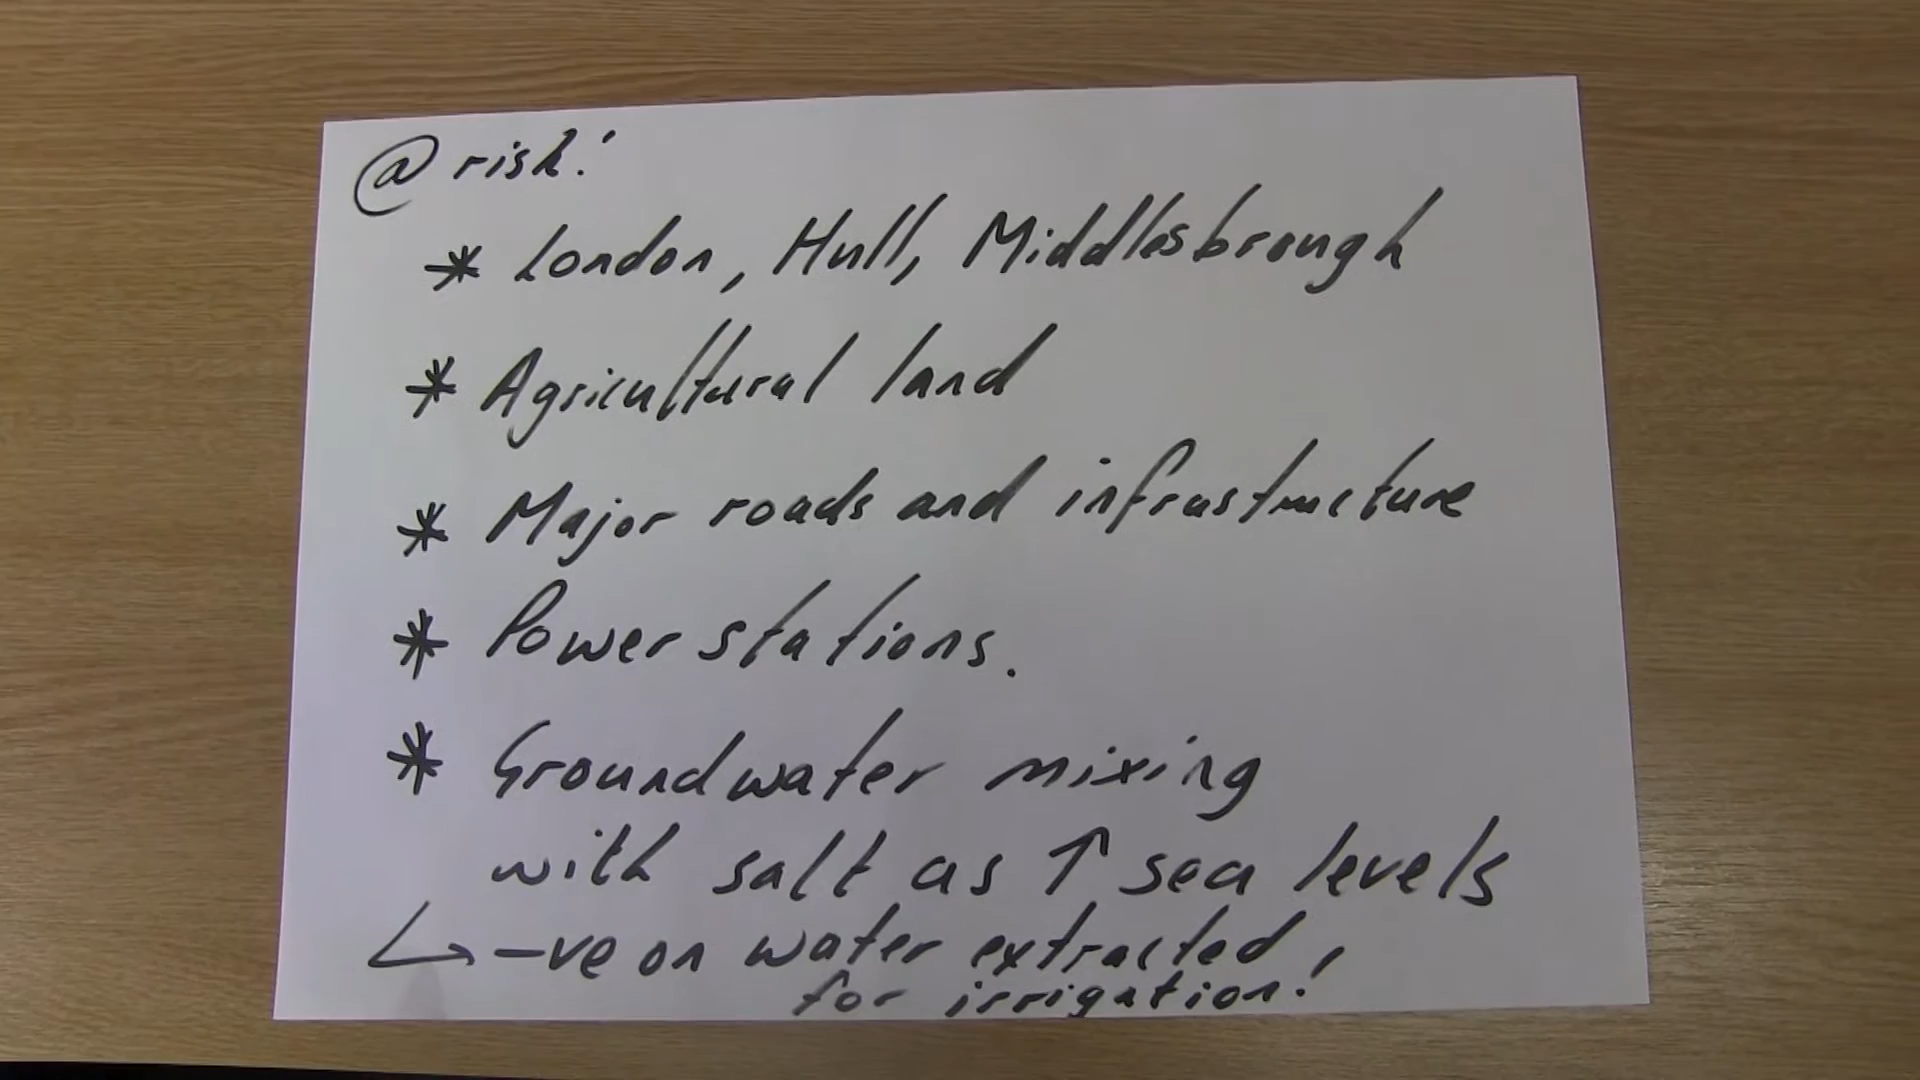 @ risk:
* London, Hull, Middlesbrough
* Agricultural land
* Major roads and infrastructure
* Power stations.
* Groundwater mixing
with salt as ↑ sea levels
↳ -ve on water extracted
for irrigation!